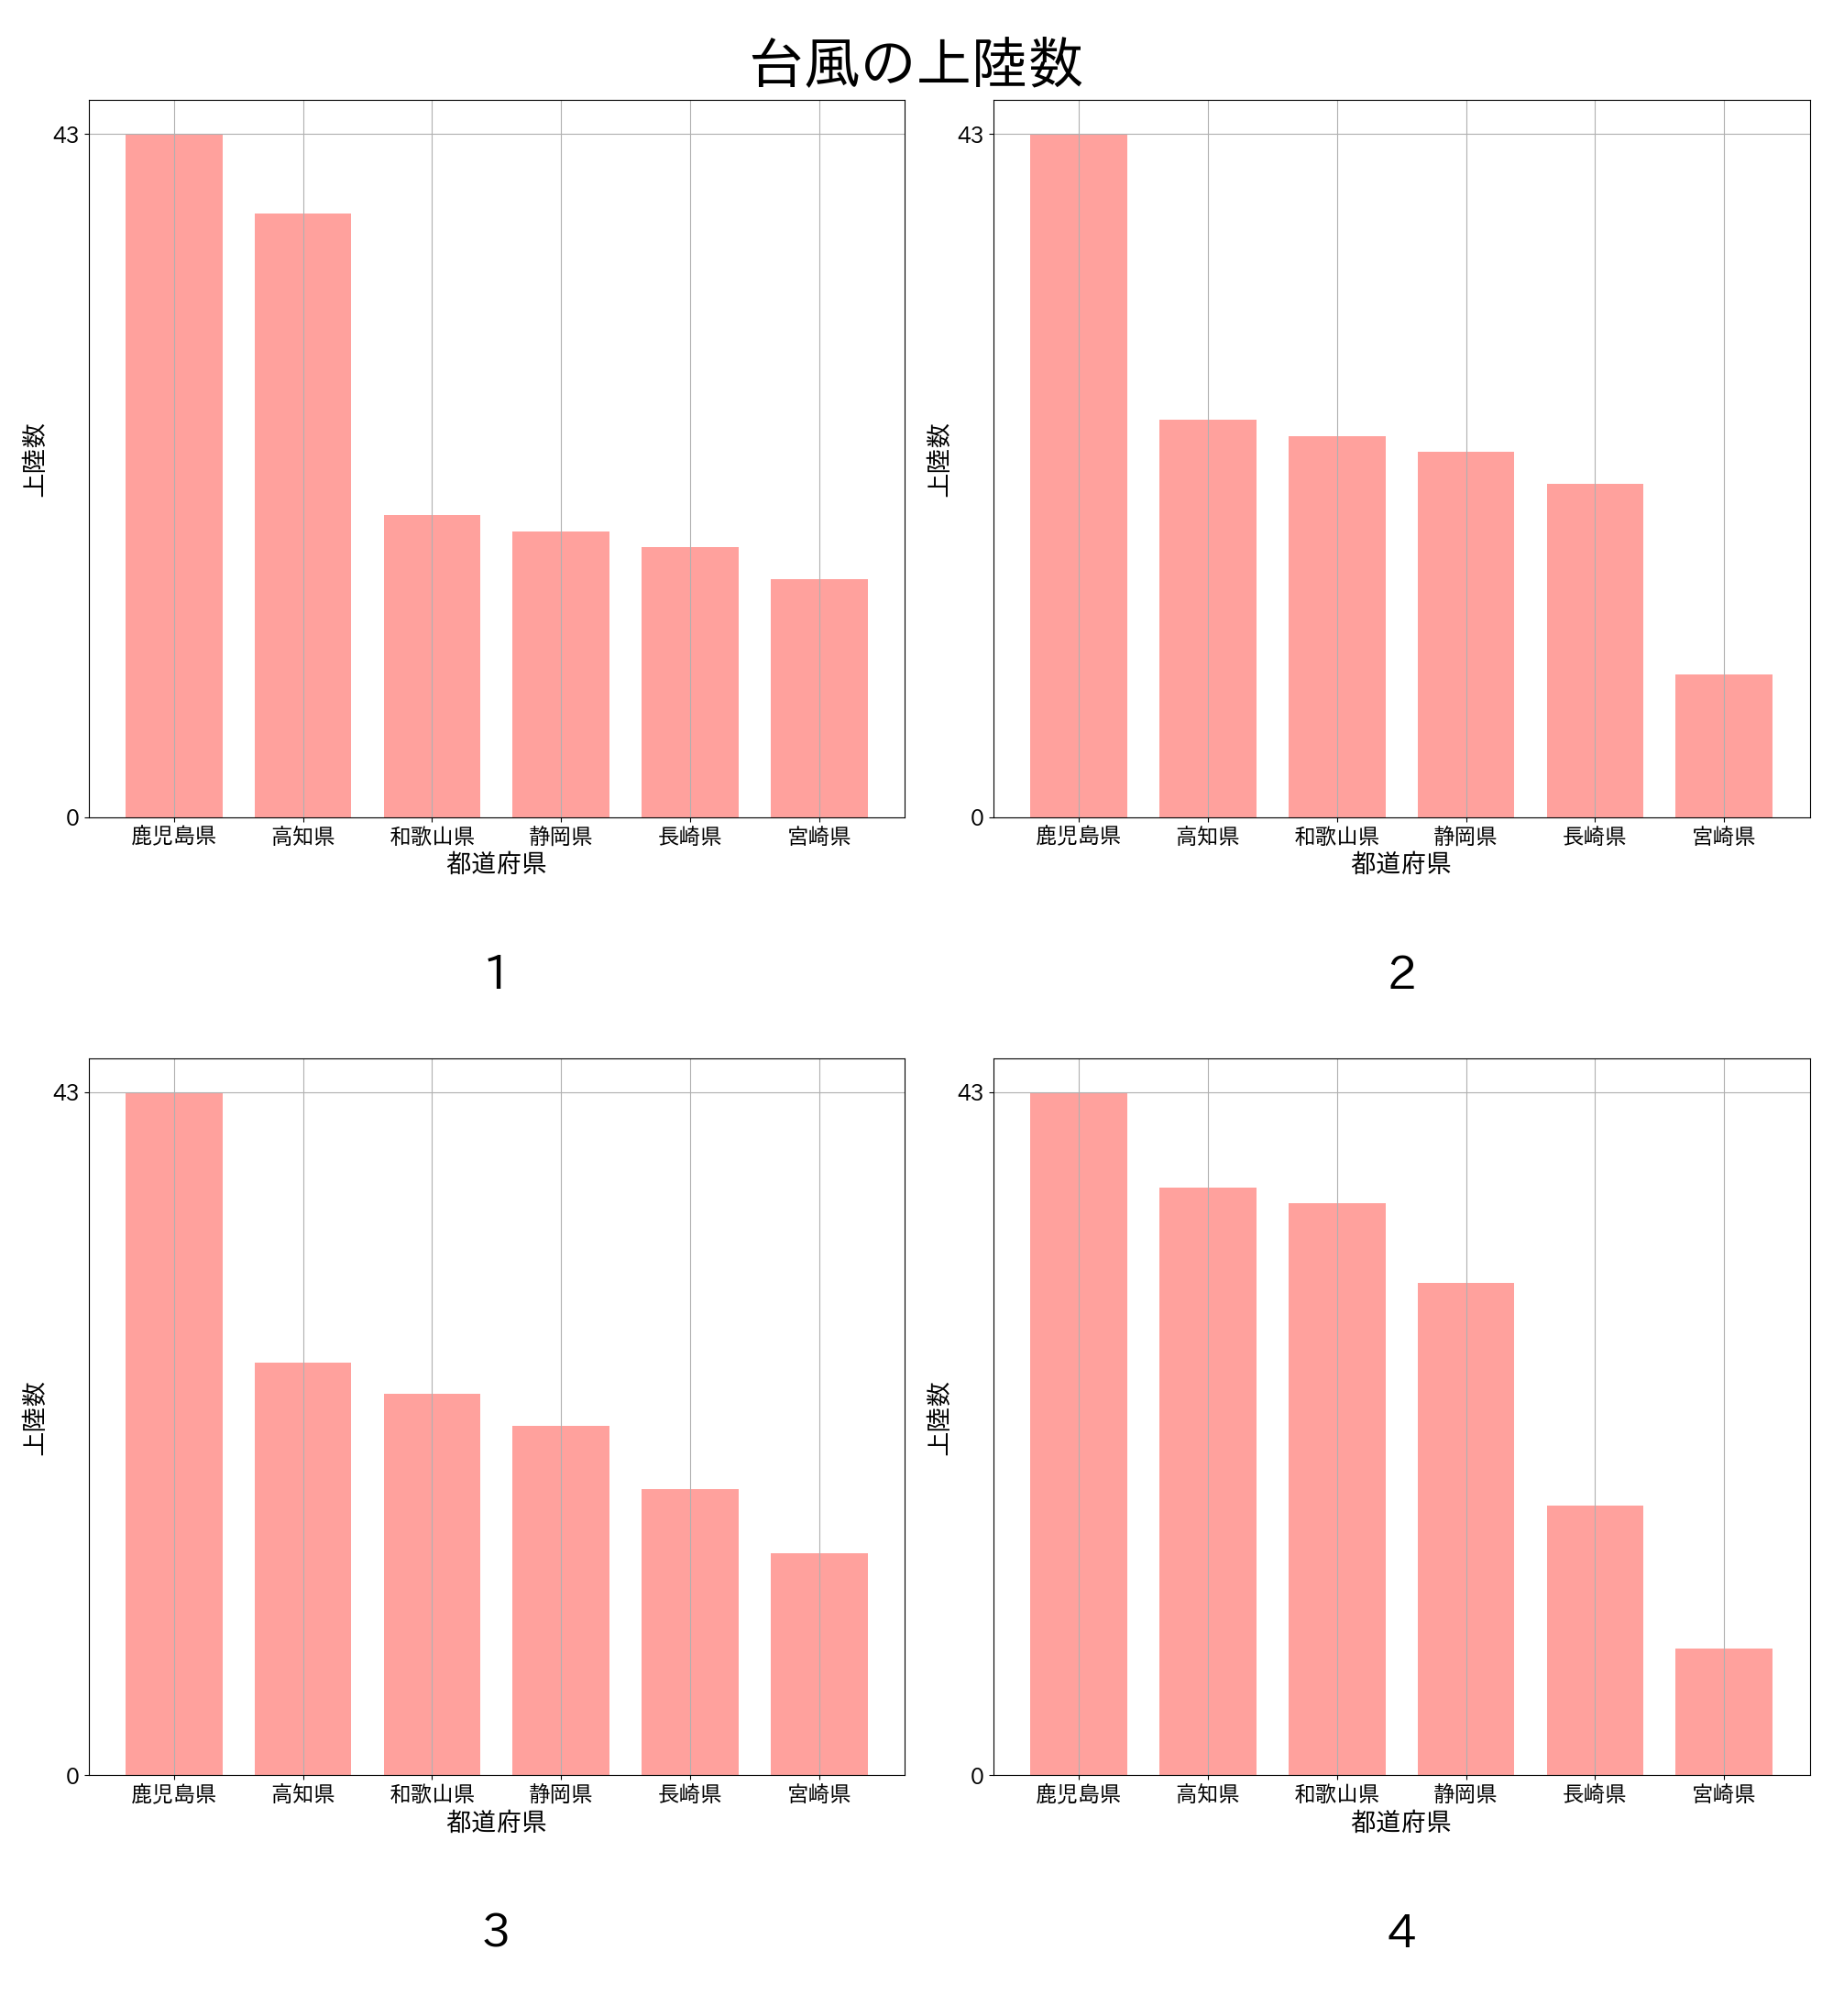 台風の上陸数
43
0
上陸数
鹿児島県 高知県 和歌山県 静岡県 長崎県 宮崎県
都道府県
1
43
0
上陸数
鹿児島県 高知県 和歌山県 静岡県 長崎県 宮崎県
都道府県
2
43
0
上陸数
鹿児島県 高知県 和歌山県 静岡県 長崎県 宮崎県
都道府県
3
43
0
上陸数
鹿児島県 高知県 和歌山県 静岡県 長崎県 宮崎県
都道府県
4